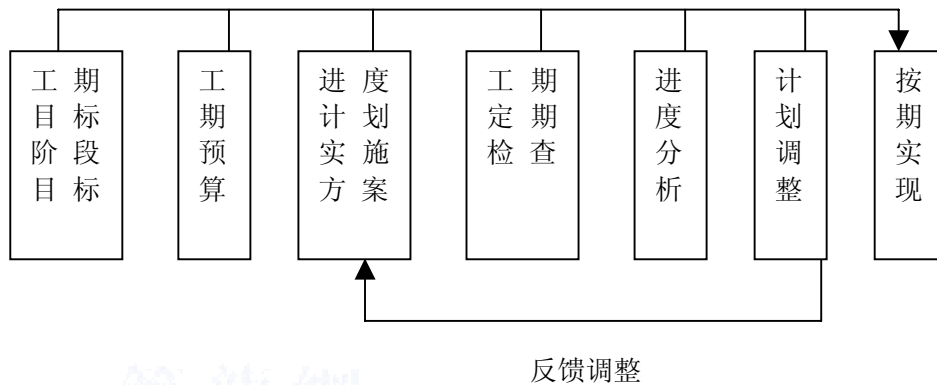 工期
目标
阶段
目标
工
期
预
算
进度
计划
实施
方案
工期
定期
检查
进
度
分
析
计
划
调
整
按
期
实
现
反馈调整